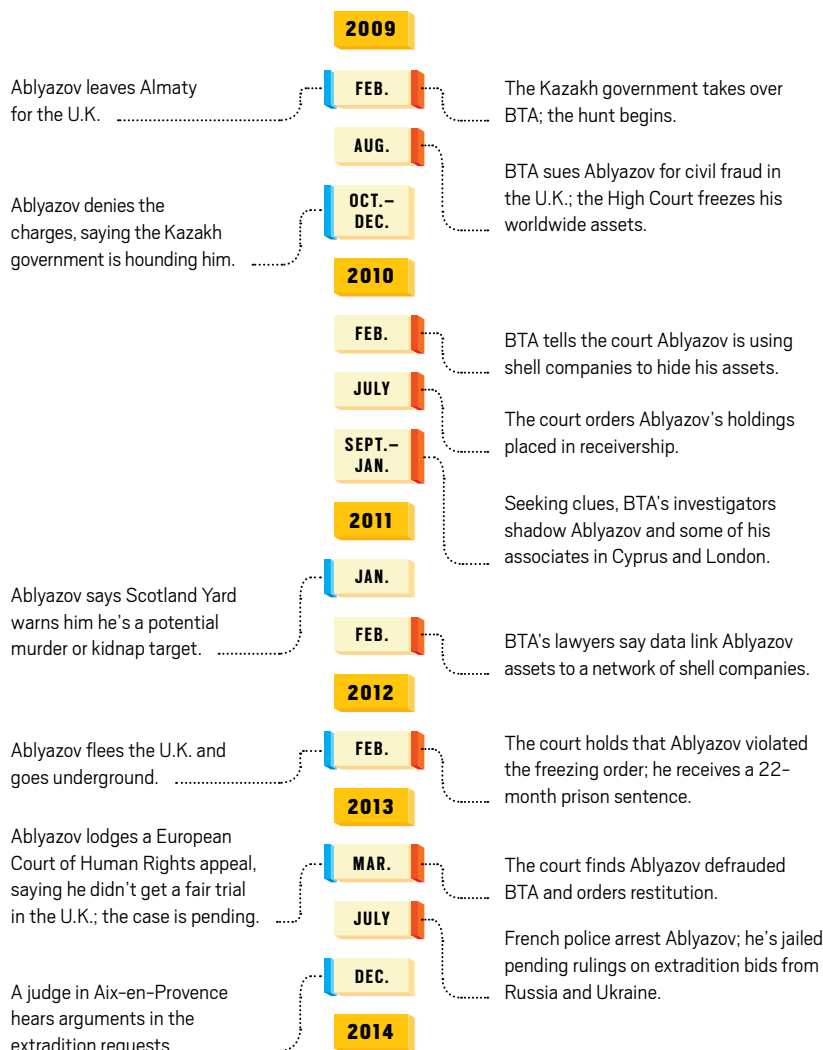 2009
Ablyazov leaves Almaty
for the U.K.
FEB.
The Kazakh government takes over
BTA; the hunt begins.
AUG.
BTA sues Ablyazov for civil fraud in
the U.K.; the High Court freezes his
worldwide assets.
Ablyazov denies the
charges, saying the Kazakh
government is hounding him.
OCT.–
DEC.
2010
FEB.
BTA tells the court Ablyazov is using
shell companies to hide his assets.
JULY
The court orders Ablyazov's holdings
placed in receivership.
SEPT.–
JAN.
Seeking clues, BTA's investigators
shadow Ablyazov and some of his
associates in Cyprus and London.
2011
Ablyazov says Scotland Yard
warns him he's a potential
murder or kidnap target.
JAN.
FEB.
BTA's lawyers say data link Ablyazov
assets to a network of shell companies.
2012
Ablyazov flees the U.K. and
goes underground.
FEB.
The court holds that Ablyazov violated
the freezing order; he receives a 22-
month prison sentence.
2013
Ablyazov lodges a European
Court of Human Rights appeal,
saying he didn't get a fair trial
in the U.K.; the case is pending.
MAR.
The court finds Ablyazov defrauded
BTA and orders restitution.
JULY
French police arrest Ablyazov; he's jailed
pending rulings on extradition bids from
Russia and Ukraine.
DEC.
A judge in Aix-en-Provence
hears arguments in the
extradition requests
2014